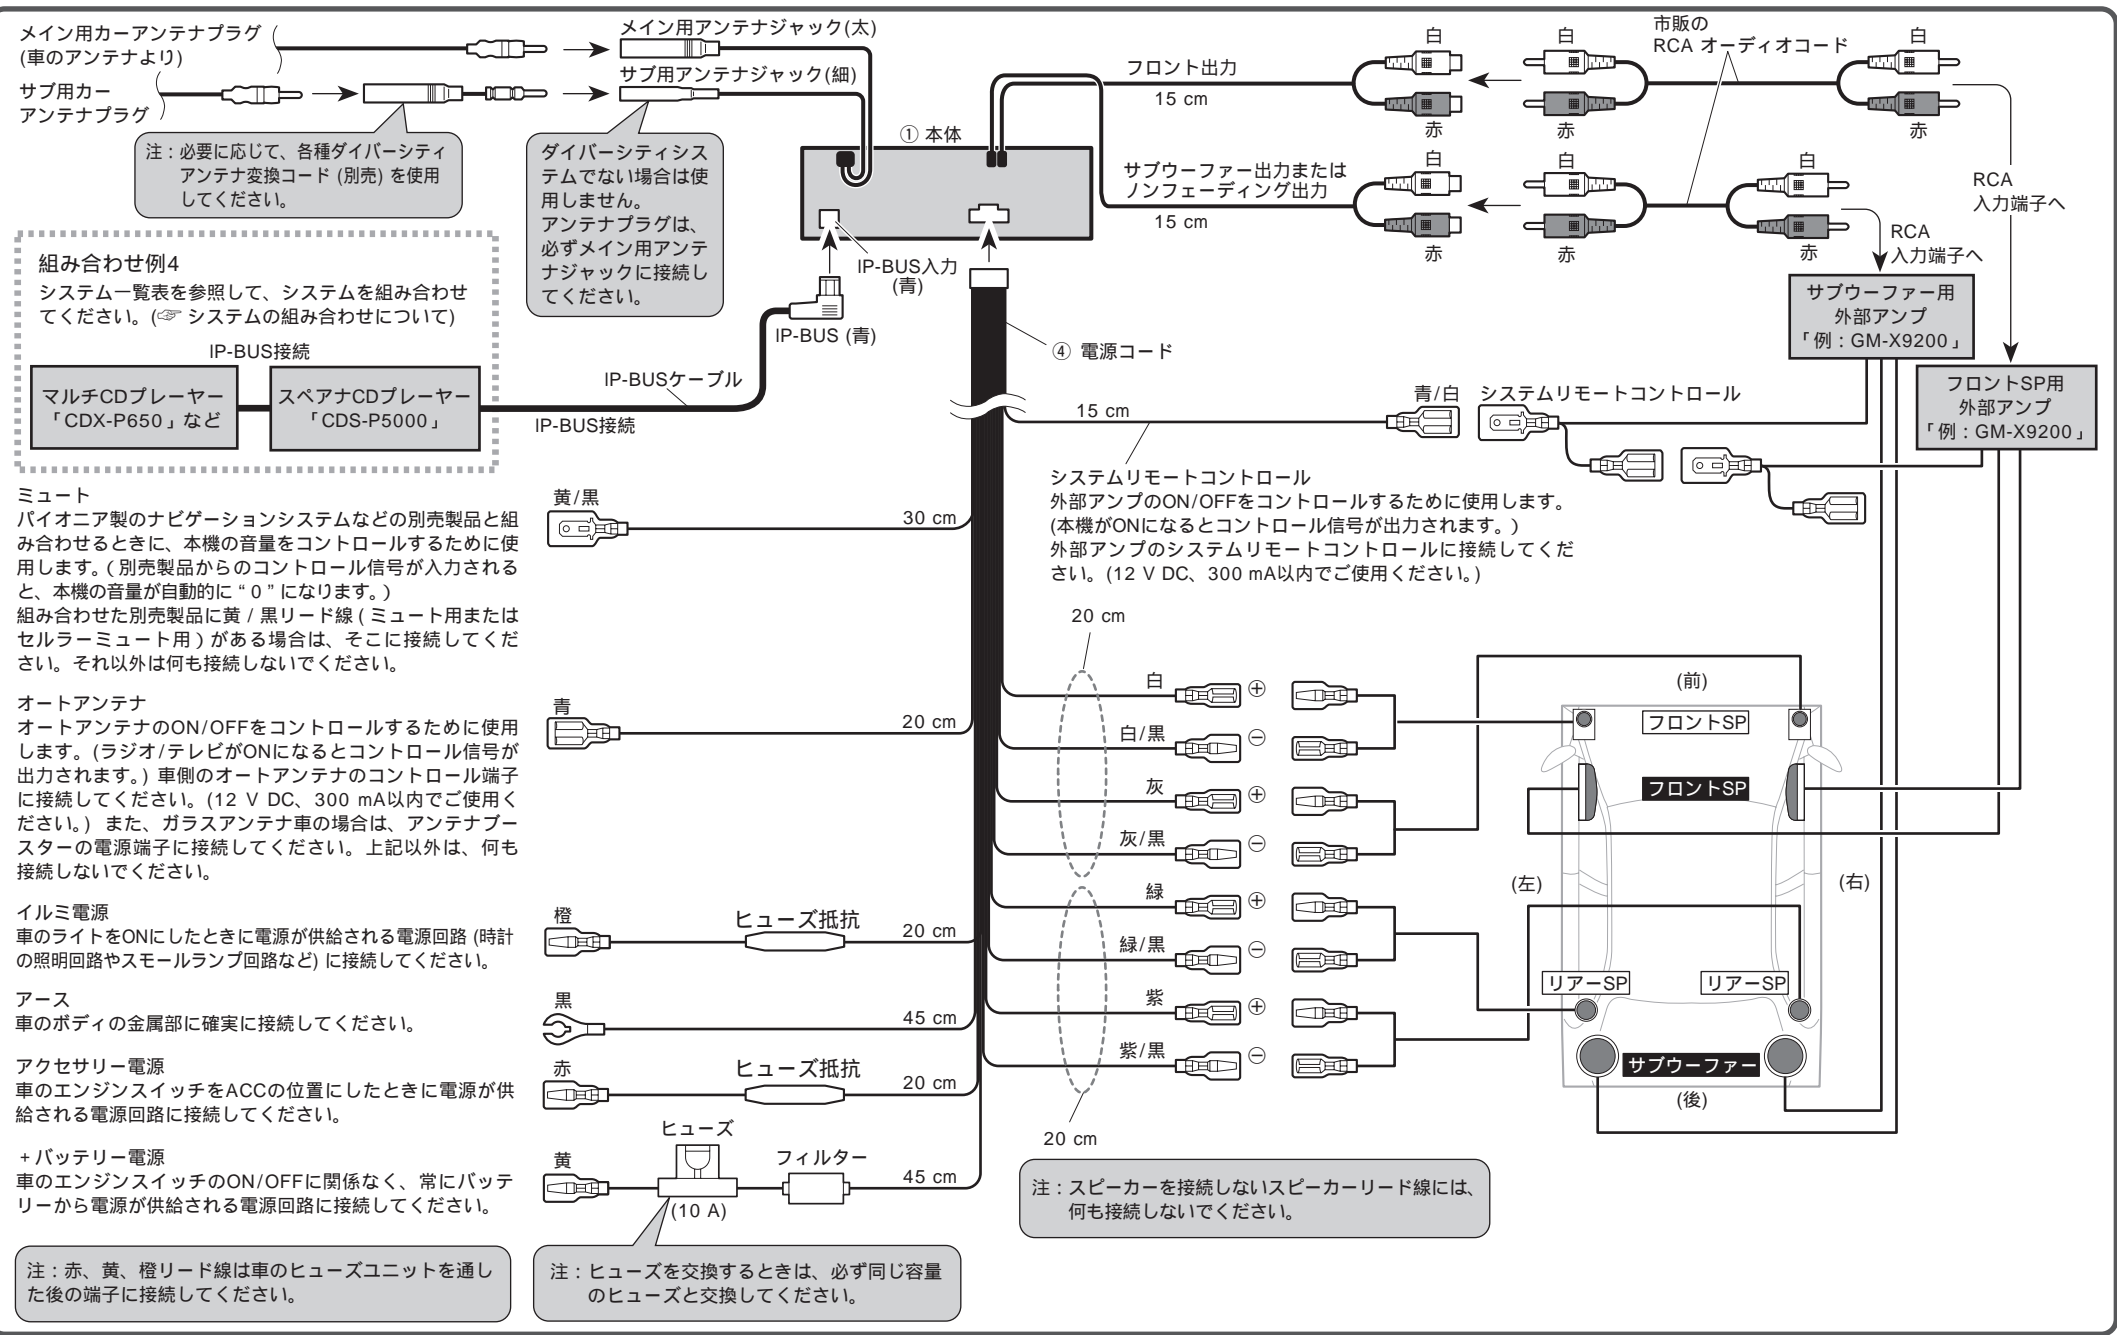 メイン用カーアンテナプラグ
(車のアンテナより)
サブ用カー
アンテナプラグ
メイン用アンテナジャック(太)
サブ用アンテナジャック(細)
注：必要に応じて、各種ダイバーシティ
アンテナ変換コード (別売) を使用
してください。
ダイバーシティシス
テムでない場合は使
用しません。
アンテナプラグは、
必ずメイン用アンテ
ナジャックに接続し
てください。
① 本体
IP-BUS入力
(青)
IP-BUS (青)
フロント出力
15 cm
サブウーファー出力または
ノンフェーディング出力
15 cm
白
赤
白
赤
市販の
RCA オーディオコード
白
赤
白
赤
白
赤
白
赤
RCA
入力端子へ
RCA
入力端子へ
サブウーファー用
外部アンプ
「例：GM-X9200」
フロントSP用
外部アンプ
「例：GM-X9200」
組み合わせ例4
システム一覧表を参照して、システムを組み合わせ
てください。(☞ システムの組み合わせについて)
IP-BUS接続
マルチCDプレーヤー
「CDX-P650」など
スペアナCDプレーヤー
「CDS-P5000」
IP-BUSケーブル
IP-BUS接続
④ 電源コード
15 cm
青/白
システムリモートコントロール
システムリモートコントロール
外部アンプのON/OFFをコントロールするために使用します。
(本機がONになるとコントロール信号が出力されます。)
外部アンプのシステムリモートコントロールに接続してくだ
さい。(12 V DC、300 mA以内でご使用ください。)
ミュート
パイオニア製のナビゲーションシステムなどの別売製品と組
み合わせるときに、本機の音量をコントロールするために使
用します。( 別売製品からのコントロール信号が入力される
と、本機の音量が自動的に “ 0 ” になります。)
組み合わせた別売製品に黄 / 黒リード線 ( ミュート用または
セルラーミュート用 ) がある場合は、そこに接続してくだ
さい。それ以外は何も接続しないでください。
黄/黒
30 cm
オートアンテナ
オートアンテナのON/OFFをコントロールするために使用
します。(ラジオ/テレビがONになるとコントロール信号が
出力されます。) 車側のオートアンテナのコントロール端子
に接続してください。(12 V DC、300 mA以内でご使用く
ださい。) また、ガラスアンテナ車の場合は、アンテナブー
スターの電源端子に接続してください。上記以外は、何も
接続しないでください。
青
20 cm
イルミ電源
車のライトをONにしたときに電源が供給される電源回路 (時計
の照明回路やスモールランプ回路など) に接続してください。
橙
ヒューズ抵抗
20 cm
アース
車のボディの金属部に確実に接続してください。
黒
45 cm
アクセサリー電源
車のエンジンスイッチをACCの位置にしたときに電源が供
給される電源回路に接続してください。
赤
ヒューズ抵抗
20 cm
+ バッテリー電源
車のエンジンスイッチのON/OFFに関係なく、常にバッテ
リーから電源が供給される電源回路に接続してください。
黄
ヒューズ
(10 A)
フィルター
45 cm
注：赤、黄、橙リード線は車のヒューズユニットを通し
た後の端子に接続してください。
注：ヒューズを交換するときは、必ず同じ容量
のヒューズと交換してください。
20 cm
白 ⊕
白/黒 ⊖
灰 ⊕
灰/黒 ⊖
緑 ⊕
緑/黒 ⊖
紫 ⊕
紫/黒 ⊖
20 cm
注：スピーカーを接続しないスピーカーリード線には、
何も接続しないでください。
(前)
フロントSP
フロントSP
(左)
(右)
リアーSP
リアーSP
サブウーファー
(後)